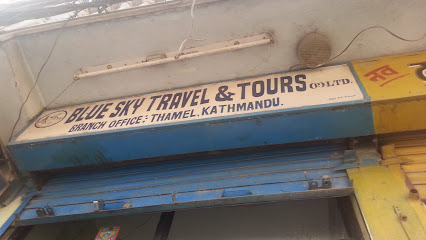 BLUE SKY TRAVEL & TOURS (P) LTD.
BRANCH OFFICE:- THAMEL, KATHMANDU.